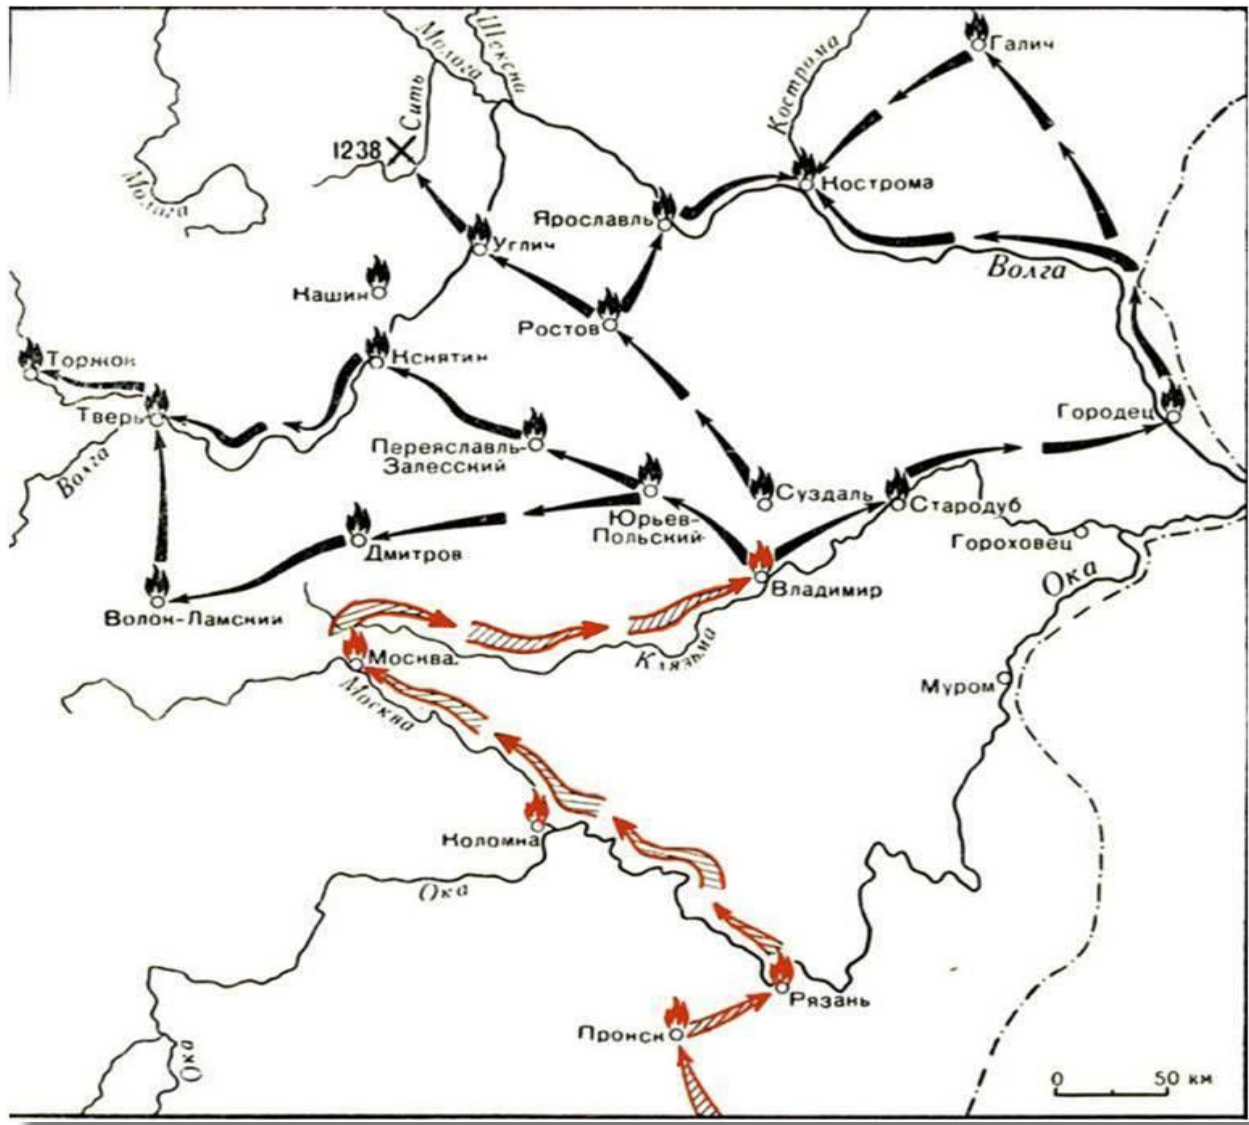 Молога
Шексна
Галич
Кострома
Сить
1238
Молога
Кострома
Ярославль
Углич
Волга
Кашин
Ростов
Торжок
Кснятин
Тверь
Городец
Переяславль-
Залесский
Волга
Суздаль
Стародуб
Юрьев-
Польский
Гороховец
Дмитров
Ока
Владимир
Волок-Ламский
Клязьма
Москва
Муром
Москва
Коломна
Ока
Рязань
Пронск
Ока
0 50 км